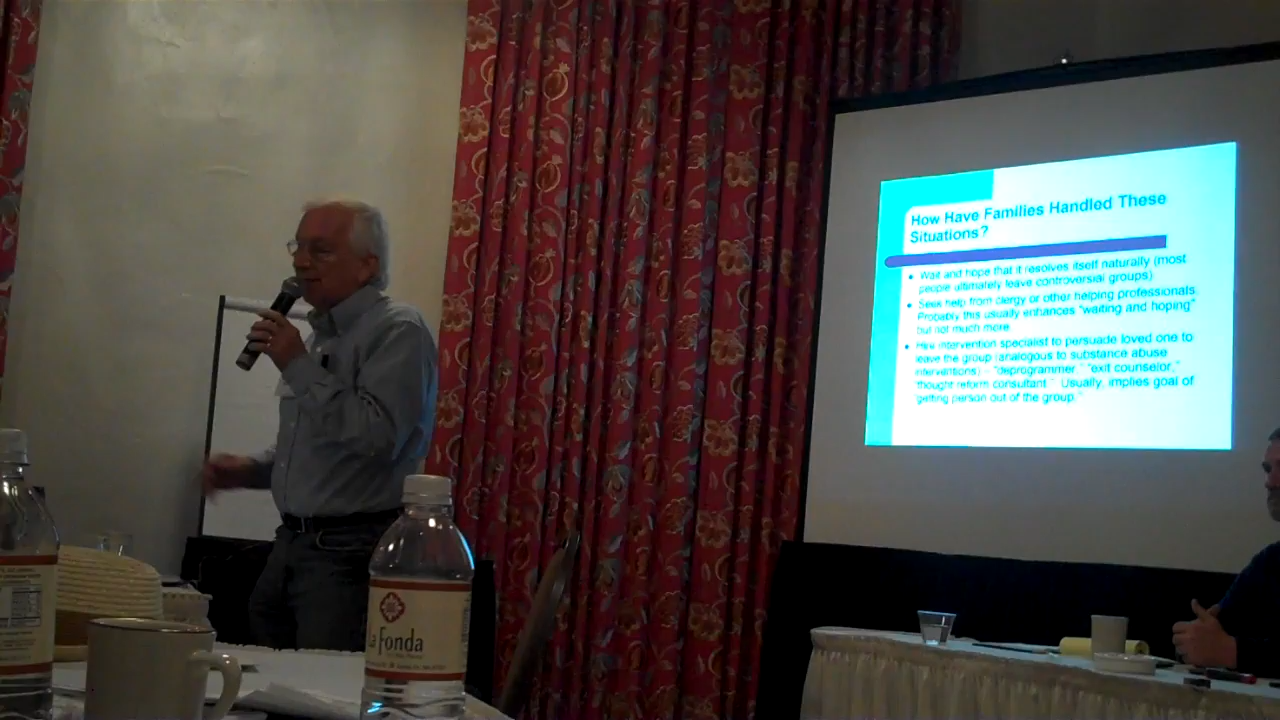 How Have Families Handled These
Situations?
Wait and hope that it resolves itself naturally (most
people ultimately leave controversial groups).
Seek help from clergy or other helping professionals.
Probably this usually enhances "waiting and hoping"
but not much more.
Hire intervention specialist to persuade loved one to
leave the group (analogous to substance abuse
interventions) – "deprogrammer," "exit counselor,"
"thought reform consultant." Usually, implies goal of
getting person out of the group."
La Fonda